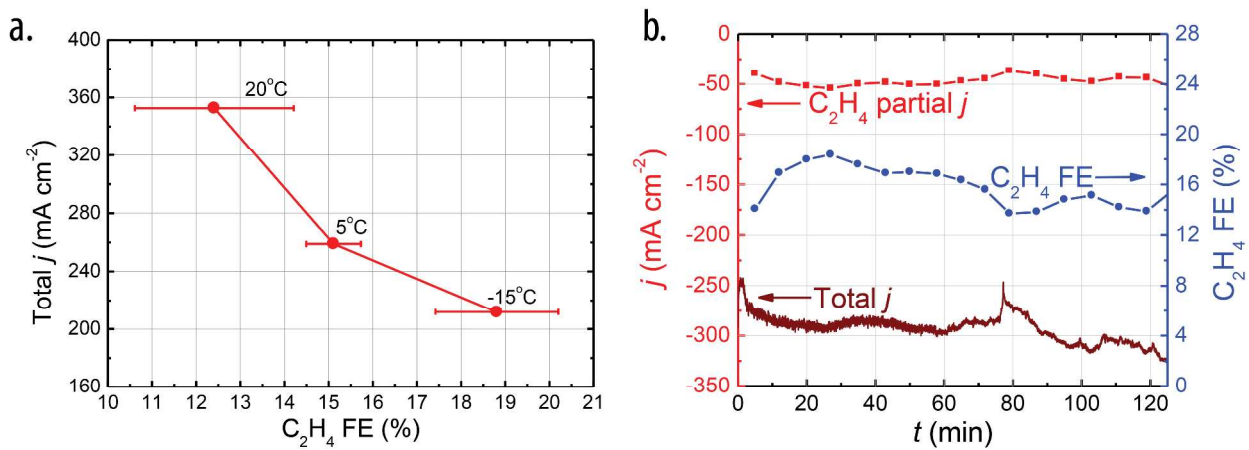 a.
Total j (mA cm⁻²)
400
360
320
280
240
200
160
20°C
5°C
-15°C
10 11 12 13 14 15 16 17 18 19 20 21
C₂H₄ FE (%)
b.
j (mA cm⁻²)
0
-50
-100
-150
-200
-250
-300
-350
C₂H₄ partial j
C₂H₄ FE
Total j
28
24
20
16
12
8
4
0
C₂H₄ FE (%)
0 20 40 60 80 100 120
t (min)